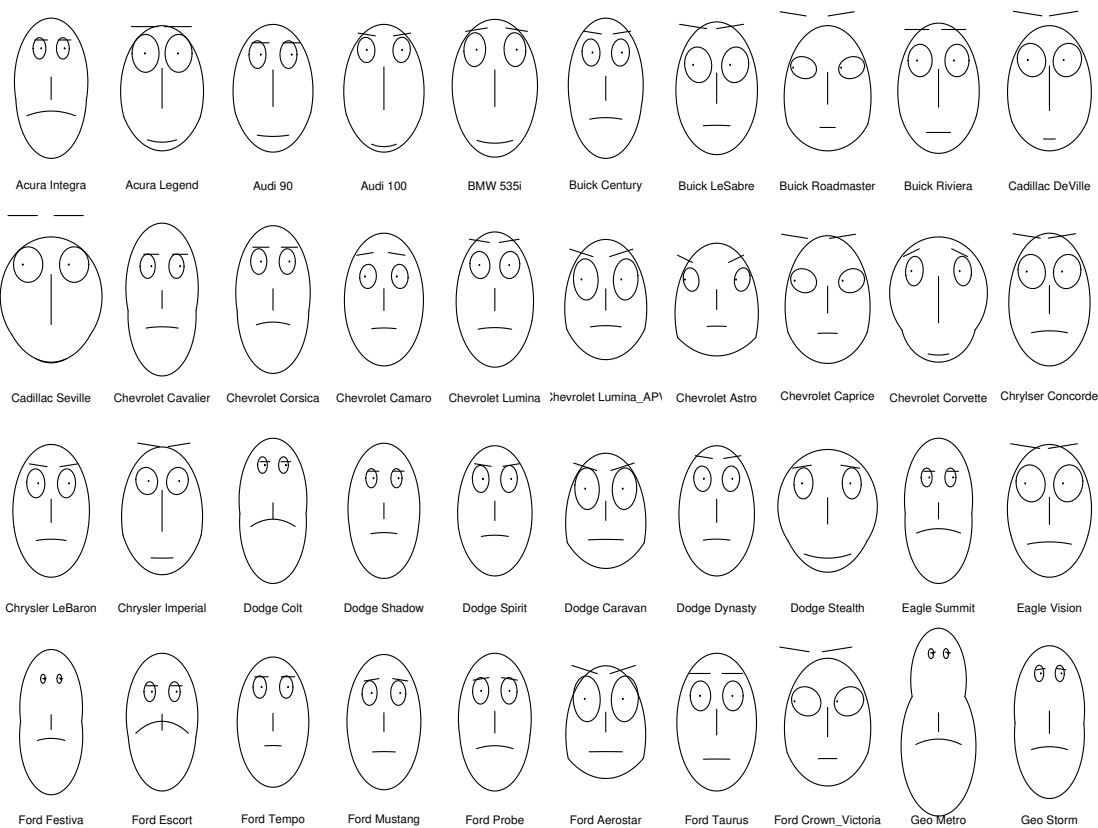 Acura Integra
Acura Legend
Audi 90
Audi 100
BMW 535i
Buick Century
Buick LeSabre
Buick Roadmaster
Buick Riviera
Cadillac DeVille
Cadillac Seville
Chevrolet Cavalier
Chevrolet Corsica
Chevrolet Camaro
Chevrolet Lumina
Chevrolet Lumina_APV
Chevrolet Astro
Chevrolet Caprice
Chevrolet Corvette
Chrylser Concorde
Chrysler LeBaron
Chrysler Imperial
Dodge Colt
Dodge Shadow
Dodge Spirit
Dodge Caravan
Dodge Dynasty
Dodge Stealth
Eagle Summit
Eagle Vision
Ford Festiva
Ford Escort
Ford Tempo
Ford Mustang
Ford Probe
Ford Aerostar
Ford Taurus
Ford Crown_Victoria
Geo Metro
Geo Storm